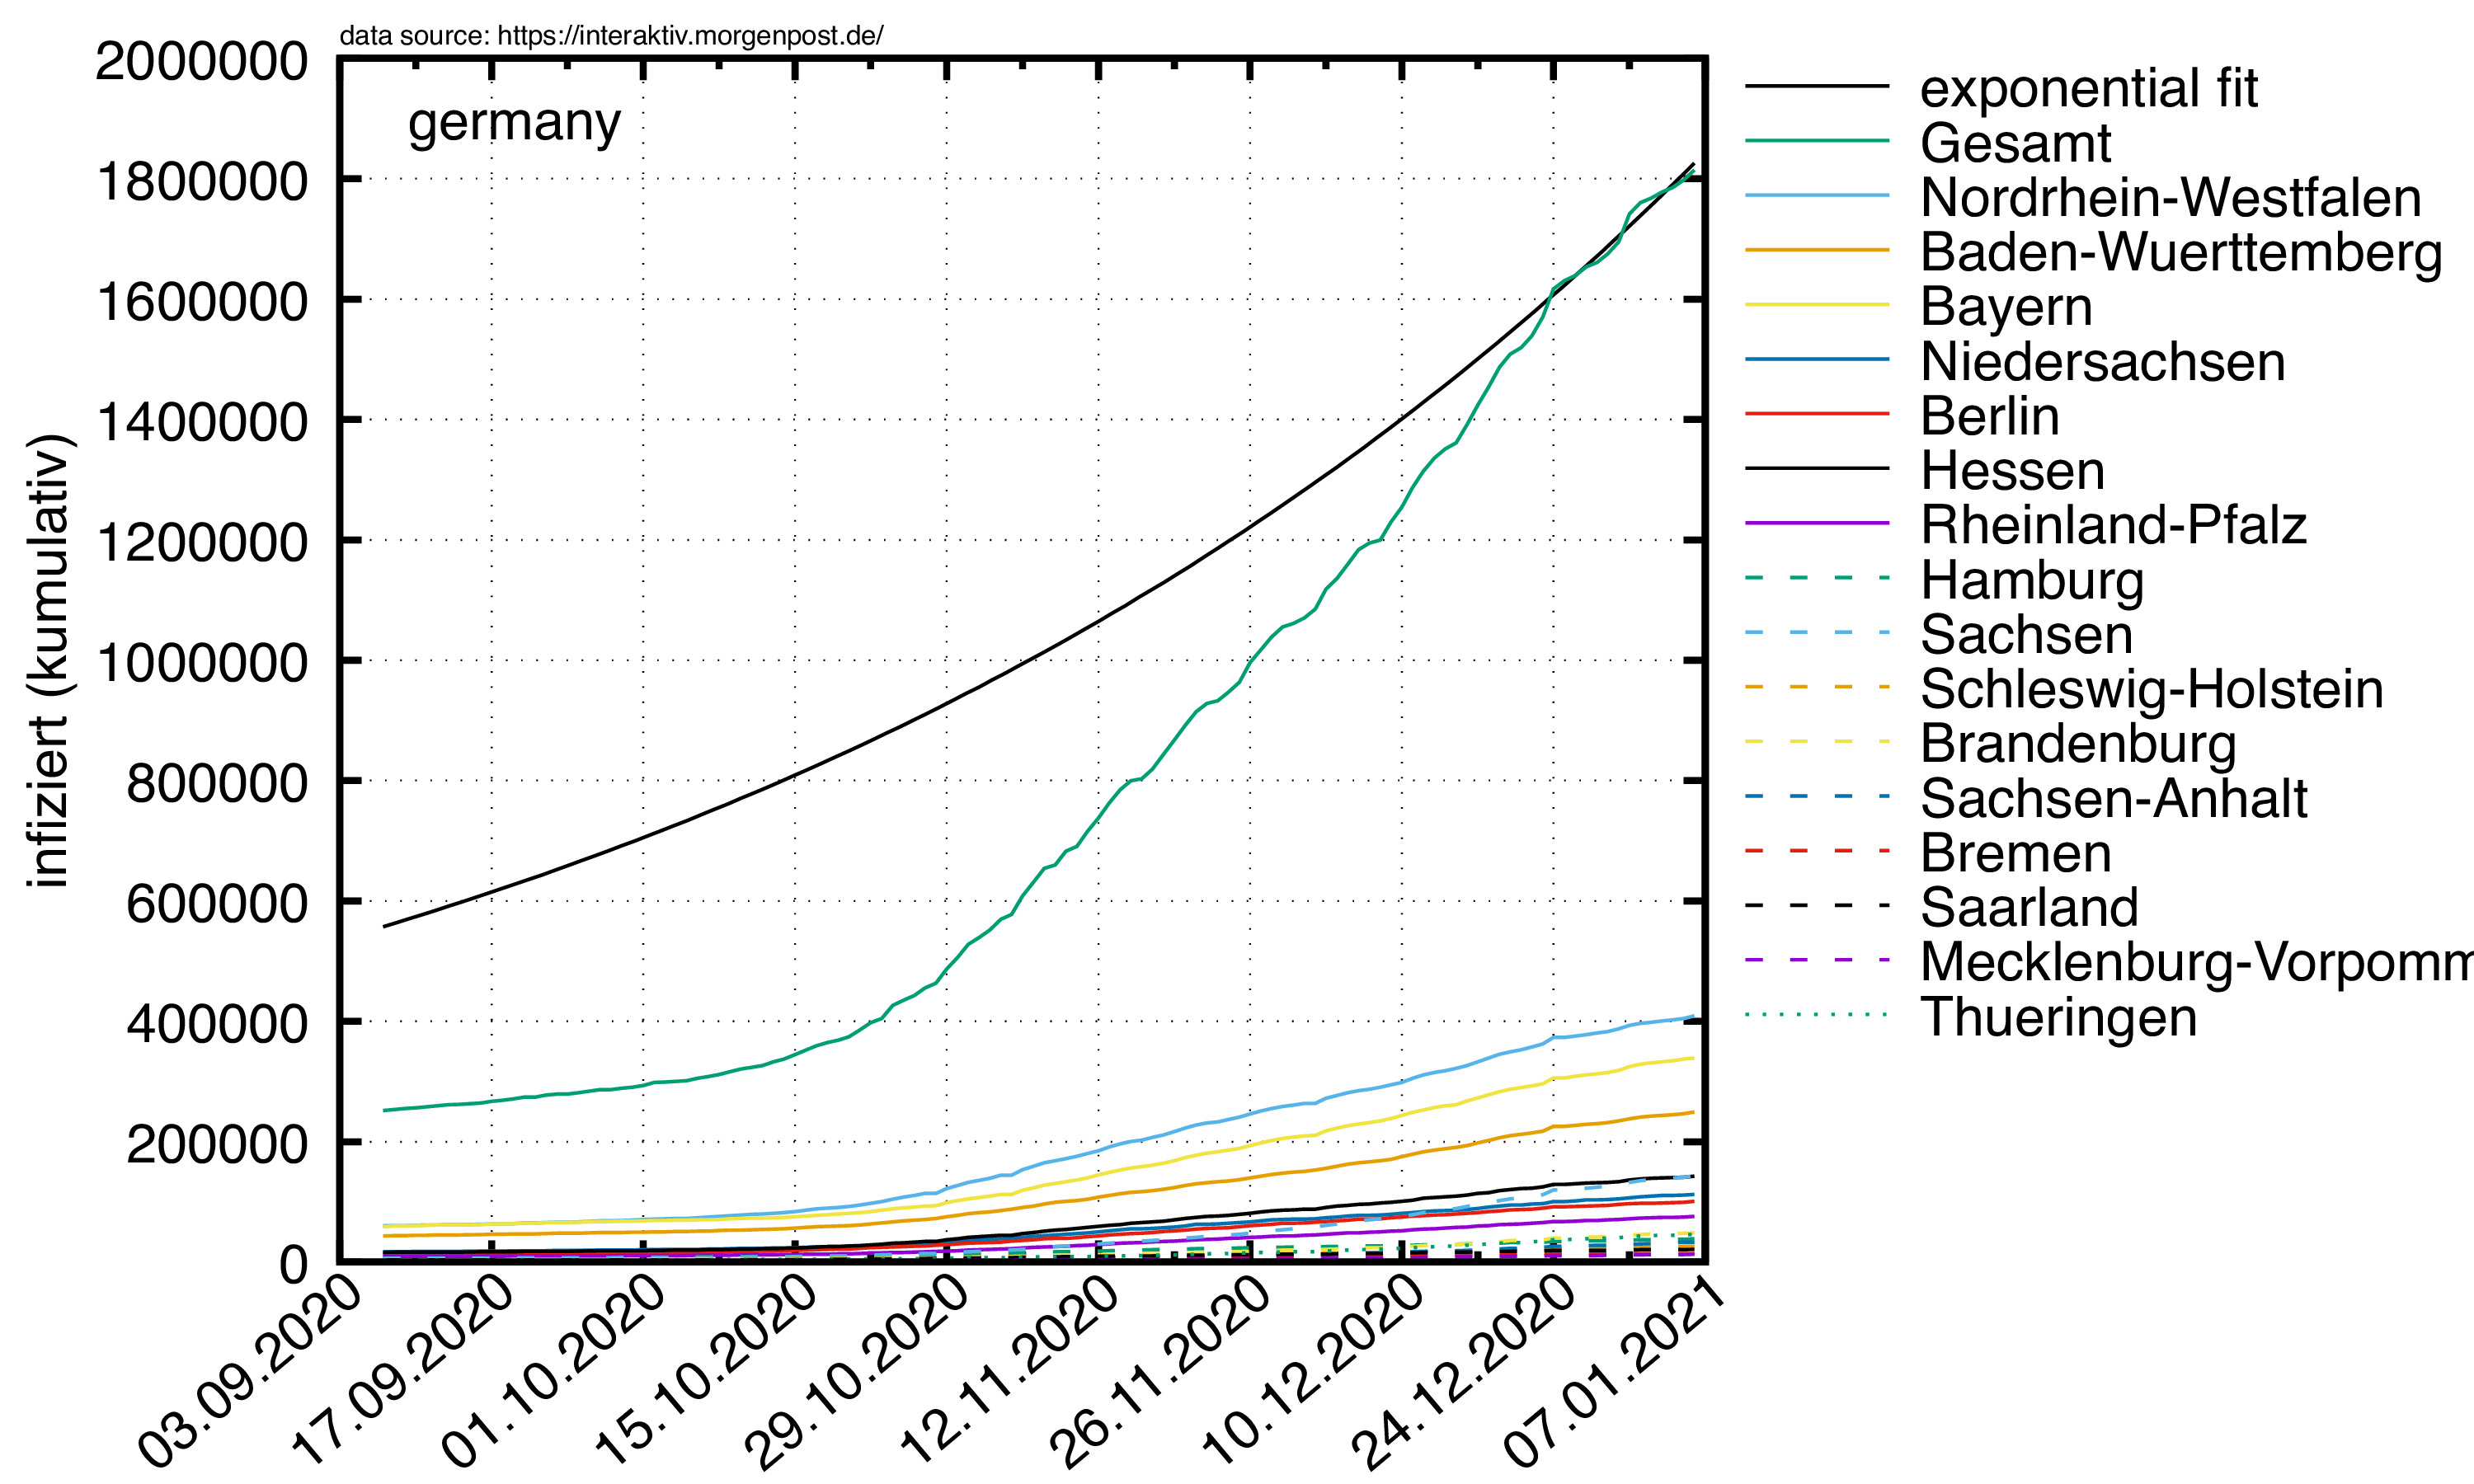 data source: https://interaktiv.morgenpost.de/
germany
infiziert (kumulativ)
2000000
1800000
1600000
1400000
1200000
1000000
800000
600000
400000
200000
0
03.09.2020
17.09.2020
01.10.2020
15.10.2020
29.10.2020
12.11.2020
26.11.2020
10.12.2020
24.12.2020
07.01.2021
exponential fit
Gesamt
Nordrhein-Westfalen
Baden-Wuerttemberg
Bayern
Niedersachsen
Berlin
Hessen
Rheinland-Pfalz
Hamburg
Sachsen
Schleswig-Holstein
Brandenburg
Sachsen-Anhalt
Bremen
Saarland
Mecklenburg-Vorpomm
Thueringen